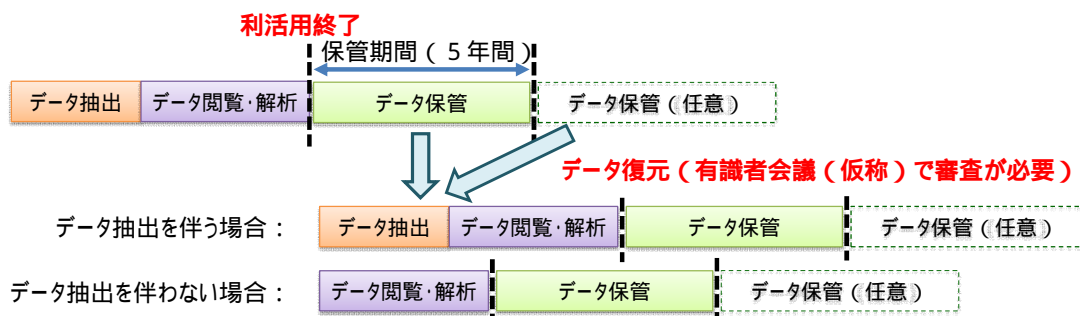 利活用終了
保管期間(5年間)
データ抽出 データ閲覧・解析 データ保管 データ保管(任意)
データ復元(有識者会議(仮称)で審査が必要)
データ抽出を伴う場合: データ抽出 データ閲覧・解析 データ保管 データ保管(任意)
データ抽出を伴わない場合: データ閲覧・解析 データ保管 データ保管(任意)